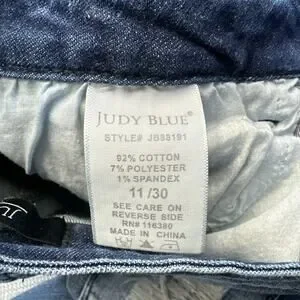 JUDY BLUE®
STYLE# JB88191
92% COTTON
7% POLYESTER
1% SPANDEX
11/30
SEE CARE ON
REVERSE SIDE
RN# 116380
MADE IN CHINA